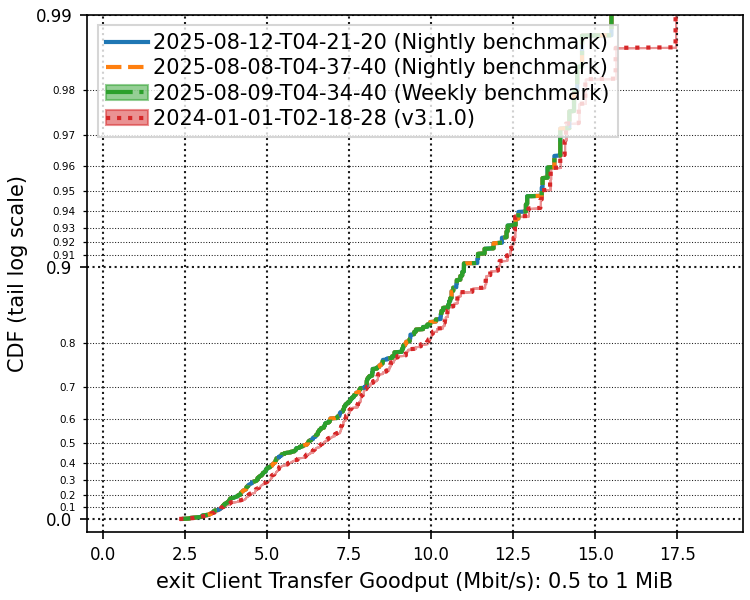 0.99
2025-08-12-T04-21-20 (Nightly benchmark)
2025-08-08-T04-37-40 (Nightly benchmark)
2025-08-09-T04-34-40 (Weekly benchmark)
2024-01-01-T02-18-28 (v3.1.0)
0.98
0.97
0.96
0.95
0.94
0.93
0.92
0.91
0.9
0.8
0.7
0.6
0.5
0.4
0.3
0.2
0.1
0.0
CDF (tail log scale)
0.0 2.5 5.0 7.5 10.0 12.5 15.0 17.5
exit Client Transfer Goodput (Mbit/s): 0.5 to 1 MiB